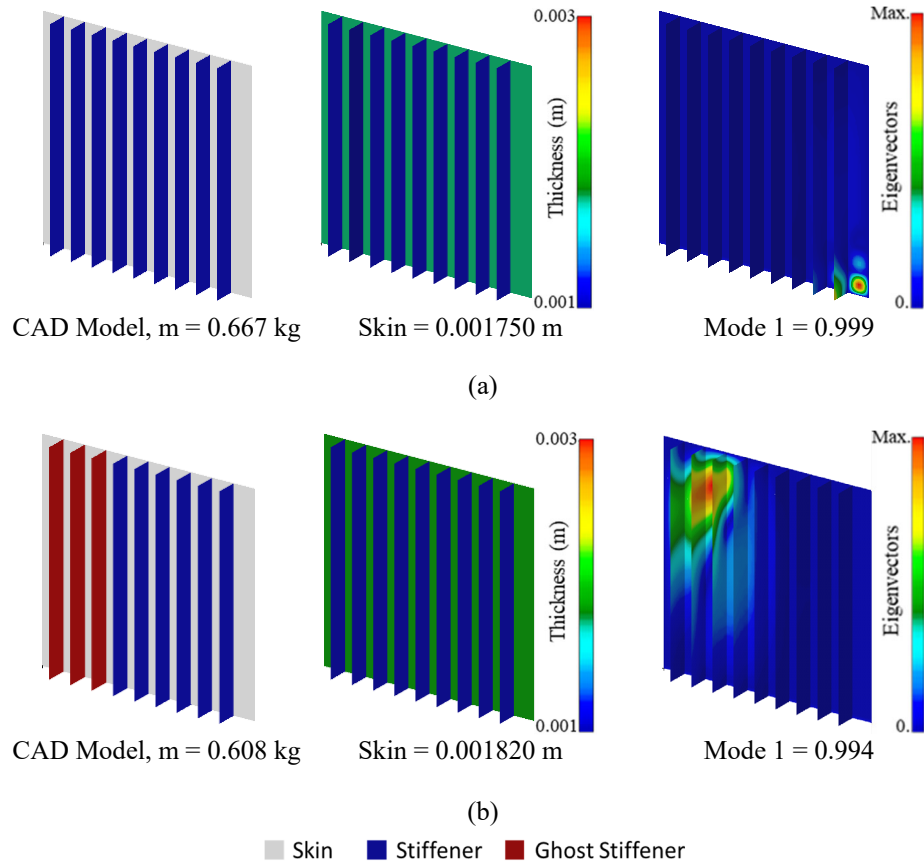 0.003
Thickness (m)
0.001
Max.
Eigenvectors
0.
CAD Model, m = 0.667 kg
Skin = 0.001750 m
Mode 1 = 0.999
(a)
0.003
Thickness (m)
0.001
Max.
Eigenvectors
0.
CAD Model, m = 0.608 kg
Skin = 0.001820 m
Mode 1 = 0.994
(b)
Skin
Stiffener
Ghost Stiffener